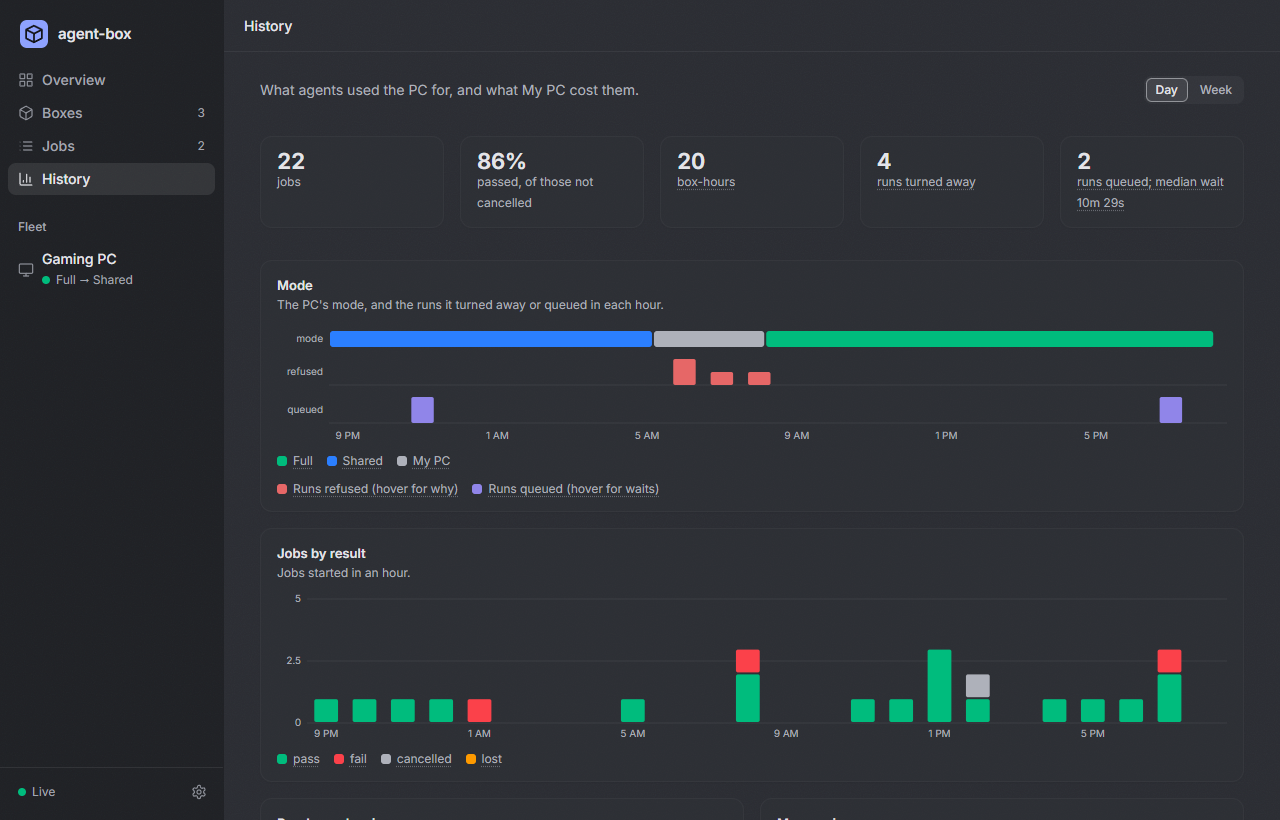 agent-box
Overview
Boxes 3
Jobs 2
History
Fleet
Gaming PC
Full → Shared
Live
History
What agents used the PC for, and what My PC cost them.
Day Week
22
jobs
86%
passed, of those not
cancelled
20
box-hours
4
runs turned away
2
runs queued; median wait
10m 29s
Mode
The PC's mode, and the runs it turned away or queued in each hour.
mode
refused
queued
9 PM 1 AM 5 AM 9 AM 1 PM 5 PM
Full Shared My PC
Runs refused (hover for why) Runs queued (hover for waits)
Jobs by result
Jobs started in an hour.
5
2.5
0
9 PM 1 AM 5 AM 9 AM 1 PM 5 PM
pass fail cancelled lost